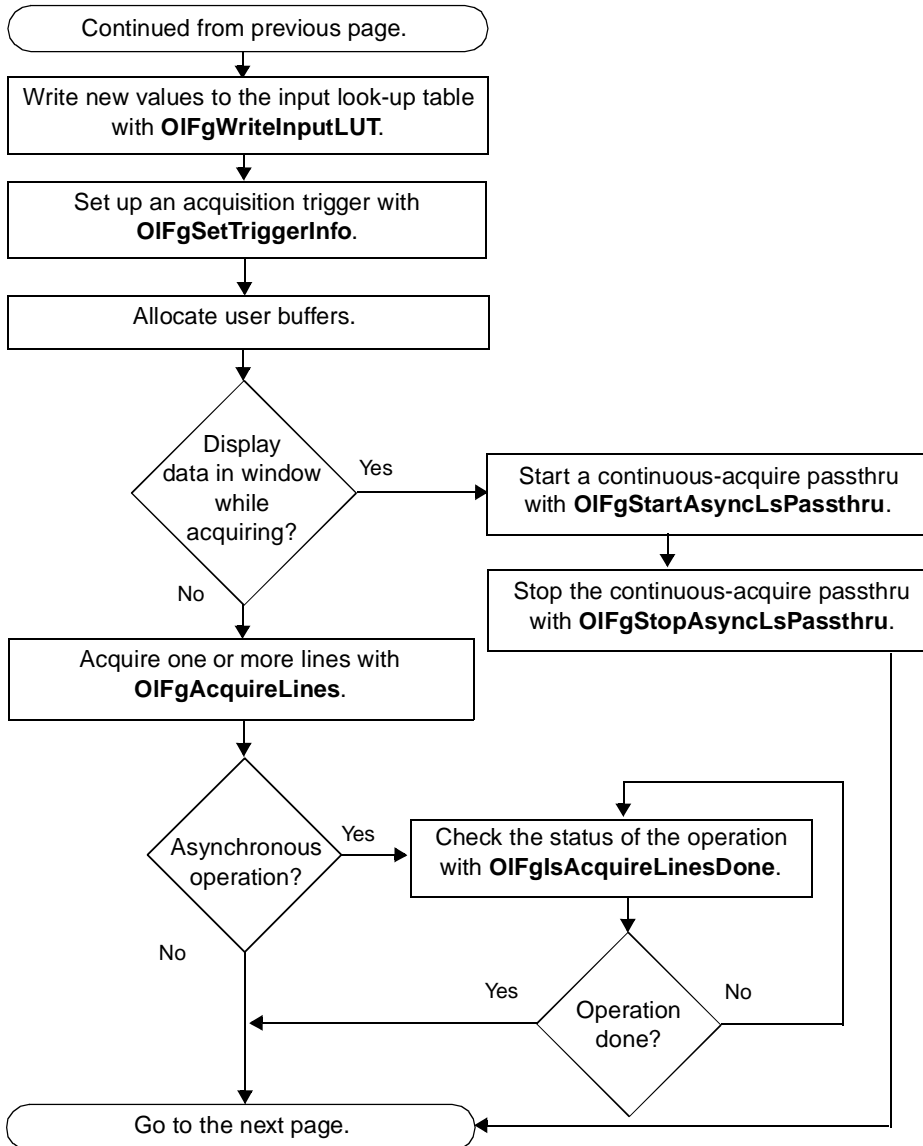 Continued from previous page.
Write new values to the input look-up table
with OlFgWriteInputLUT.
Set up an acquisition trigger with
OlFgSetTriggerInfo.
Allocate user buffers.
Display
data in window
while
acquiring?
Yes
No
Start a continuous-acquire passthru
with OlFgStartAsyncLsPassthru.
Stop the continuous-acquire passthru
with OlFgStopAsyncLsPassthru.
Acquire one or more lines with
OlFgAcquireLines.
Asynchronous
operation?
Yes
No
Check the status of the operation
with OlFgIsAcquireLinesDone.
Operation
done?
Yes
No
Go to the next page.